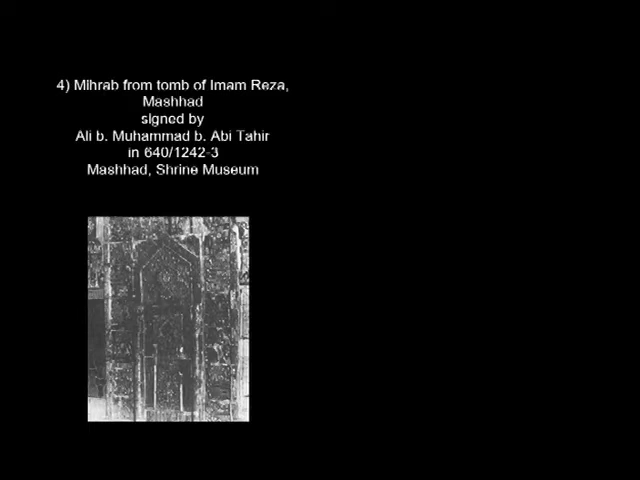 4) Mihrab from tomb of Imam Reza,
Mashhad
signed by
Ali b. Muhammad b. Abi Tahir
in 640/1242-3
Mashhad, Shrine Museum